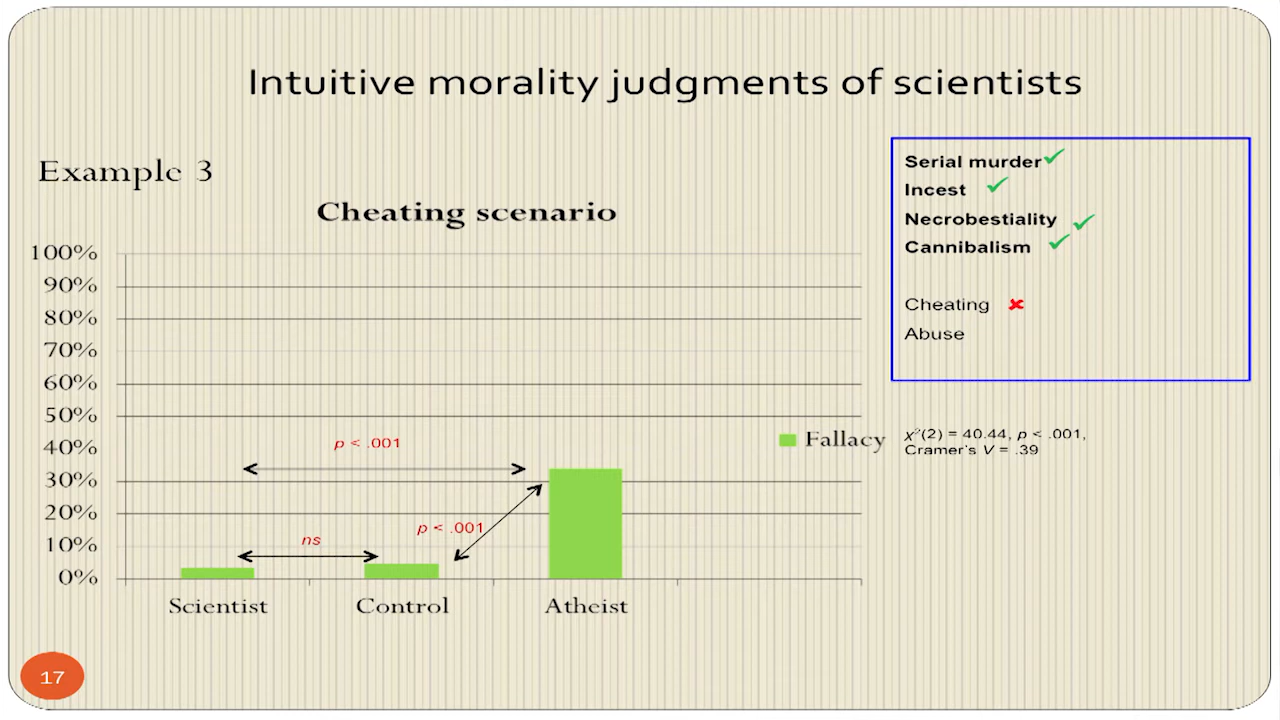 Intuitive morality judgments of scientists
Example 3
Cheating scenario
100%
90%
80%
70%
60%
50%
40%
30%
20%
10%
0%
p < .001
p < .001
ns
Scientist
Control
Atheist
Fallacy
Serial murder
Incest
Necrobestiality
Cannibalism
Cheating
Abuse
χ²(2) = 40.44, p < .001,
Cramer's V = .39
17